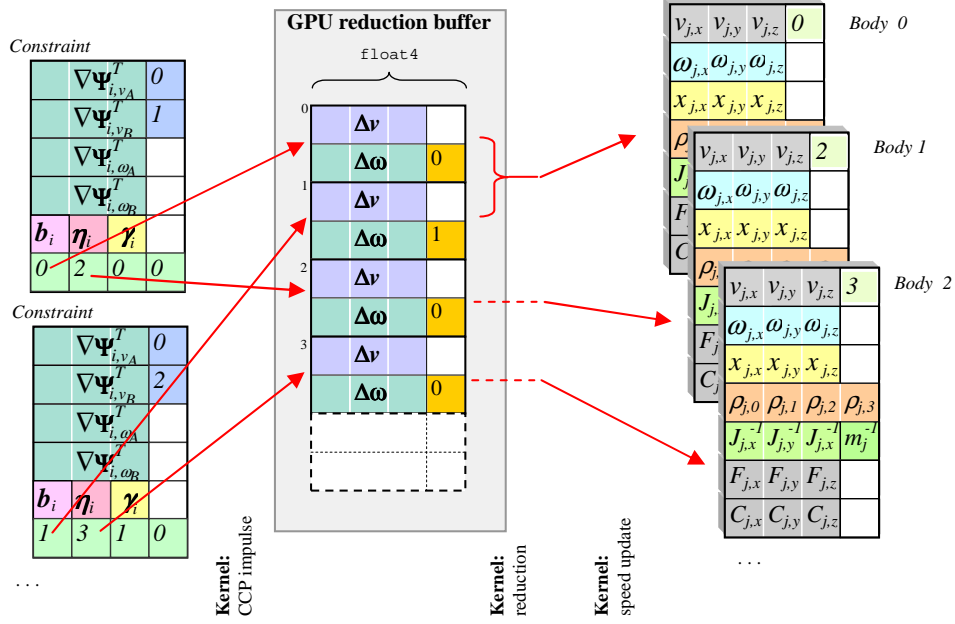 GPU reduction buffer
float4
Constraint
∇Ψ^T_{i,v_A} 0
∇Ψ^T_{i,v_B} 1
∇Ψ^T_{i,ω_A}
∇Ψ^T_{i,ω_B}
b_i η_i γ_i
0 2 0 0
Constraint
∇Ψ^T_{i,v_A} 0
∇Ψ^T_{i,v_B} 2
∇Ψ^T_{i,ω_A}
∇Ψ^T_{i,ω_B}
b_i η_i γ_i
1 3 1 0
. . .
0
Δv
Δω 0
1
Δv
Δω 1
2
Δv
Δω 0
3
Δv
Δω 0
Kernel:
CCP impulse
Kernel:
reduction
Kernel:
speed update
Body 0
v_{j,x} v_{j,y} v_{j,z} 0
ω_{j,x} ω_{j,y} ω_{j,z}
x_{j,x} x_{j,y} x_{j,z}
ρ_j
J
F
C
Body 1
v_{j,x} v_{j,y} v_{j,z} 2
ω_{j,x} ω_{j,y} ω_{j,z}
x_{j,x} x_{j,y} x_{j,z}
ρ_{j,
J_{j,
F_j
C_j
Body 2
v_{j,x} v_{j,y} v_{j,z} 3
ω_{j,x} ω_{j,y} ω_{j,z}
x_{j,x} x_{j,y} x_{j,z}
ρ_{j,0} ρ_{j,1} ρ_{j,2} ρ_{j,3}
J^{-1}_{j,x} J^{-1}_{j,y} J^{-1}_{j,x} m^{-1}_j
F_{j,x} F_{j,y} F_{j,z}
C_{j,x} C_{j,y} C_{j,z}
. . .